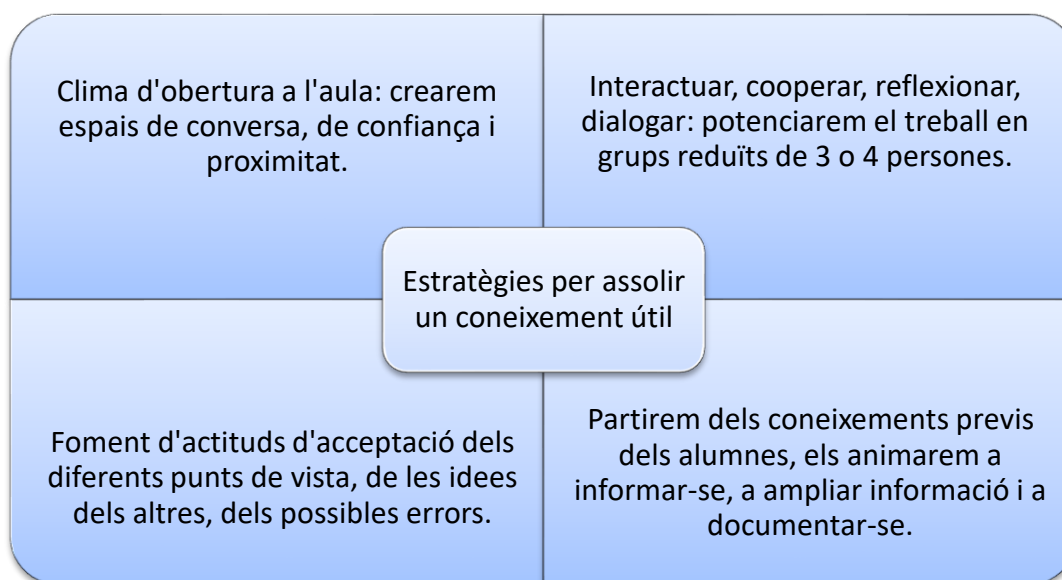 Clima d'obertura a l'aula: crearem
espais de conversa, de confiança i
proximitat.
Interactuar, cooperar, reflexionar,
dialogar: potenciarem el treball en
grups reduïts de 3 o 4 persones.
Estratègies per assolir
un coneixement útil
Foment d'actituds d'acceptació dels
diferents punts de vista, de les idees
dels altres, dels possibles errors.
Partirem dels coneixements previs
dels alumnes, els animarem a
informar-se, a ampliar informació i a
documentar-se.